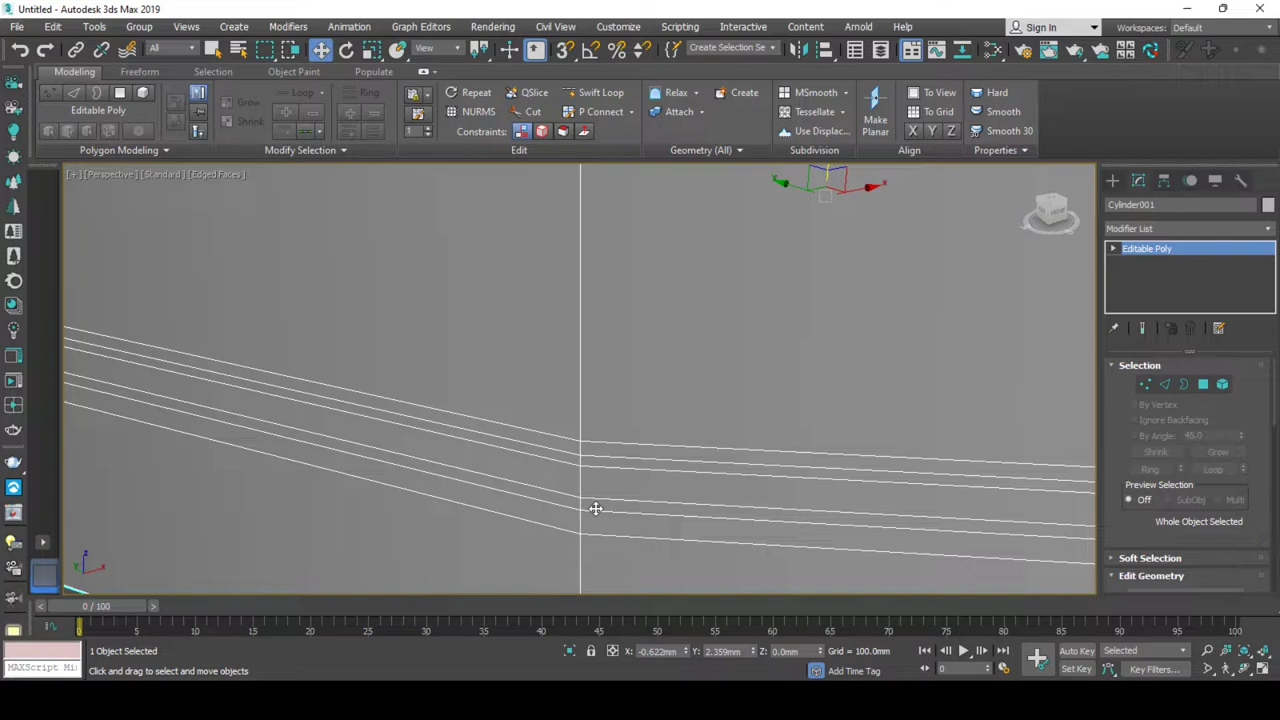 Untitled - Autodesk 3ds Max 2019
File Edit Tools Group Views Create Modifiers Animation Graph Editors Rendering Civil View Customize Scripting Interactive Content Arnold Help Sign In Workspaces: Default
All View Create Selection Se
Modeling Freeform Selection Object Paint Populate
Grow Loop Ring Repeat QSlice Swift Loop Relax Create MSmooth To View Hard
Editable Poly Shrink NURMS Cut P Connect Attach Tessellate Make Planar To Grid Smooth
1 Constraints: Use Displac... X Y Z Smooth 30
Polygon Modeling Modify Selection Edit Geometry (All) Subdivision Align Properties
[+] [Perspective] [Standard] [Edged Faces]
y x
Cylinder001
Modifier List
Editable Poly
Selection
By Vertex
Ignore Backfacing
By Angle: 45.0
Shrink Grow
Ring Loop
Preview Selection
Off SubObj Multi
Whole Object Selected
Soft Selection
Edit Geometry
z
y x
< 0 / 100 >
0 5 10 15 20 25 30 35 40 45 50 55 60 65 70 75 80 85 90 95 100
1 Object Selected X: -0.622mm Y: 2.359mm Z: 0.0mm Grid = 100.0mm Auto Key Selected
MAXScript Mi Click and drag to select and move objects Add Time Tag 0 Set Key Key Filters...